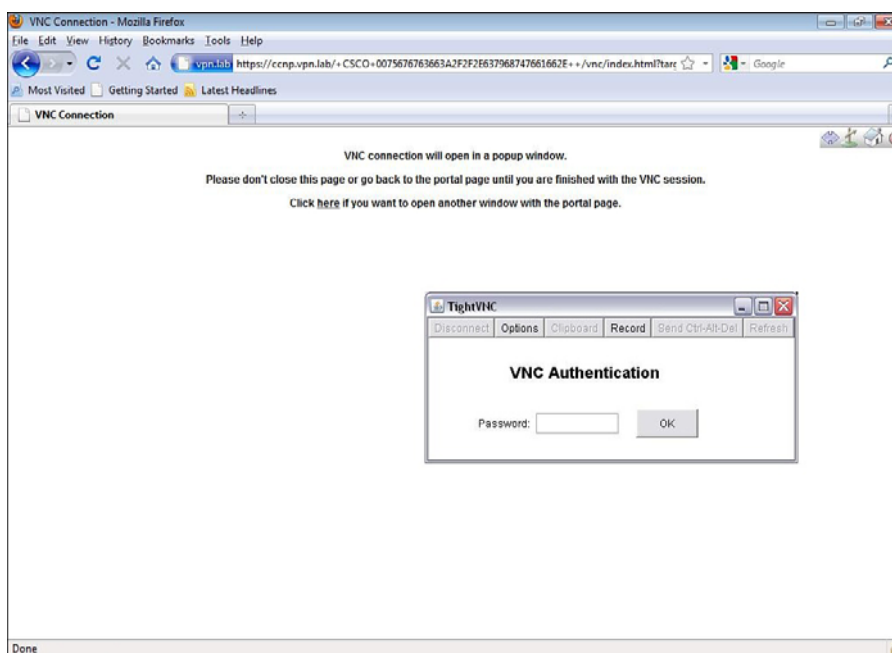 VNC Connection - Mozilla Firefox
File Edit View History Bookmarks Tools Help
vpn.lab https://ccnp.vpn.lab/+CSCO+0075676763663A2F2F2E637968747661662E++/vnc/index.html?targ Google
Most Visited Getting Started Latest Headlines
VNC Connection
VNC connection will open in a popup window.
Please don't close this page or go back to the portal page until you are finished with the VNC session.
Click here if you want to open another window with the portal page.
TightVNC
Disconnect Options Clipboard Record Send Ctrl-Alt-Del Refresh
VNC Authentication
Password: OK
Done